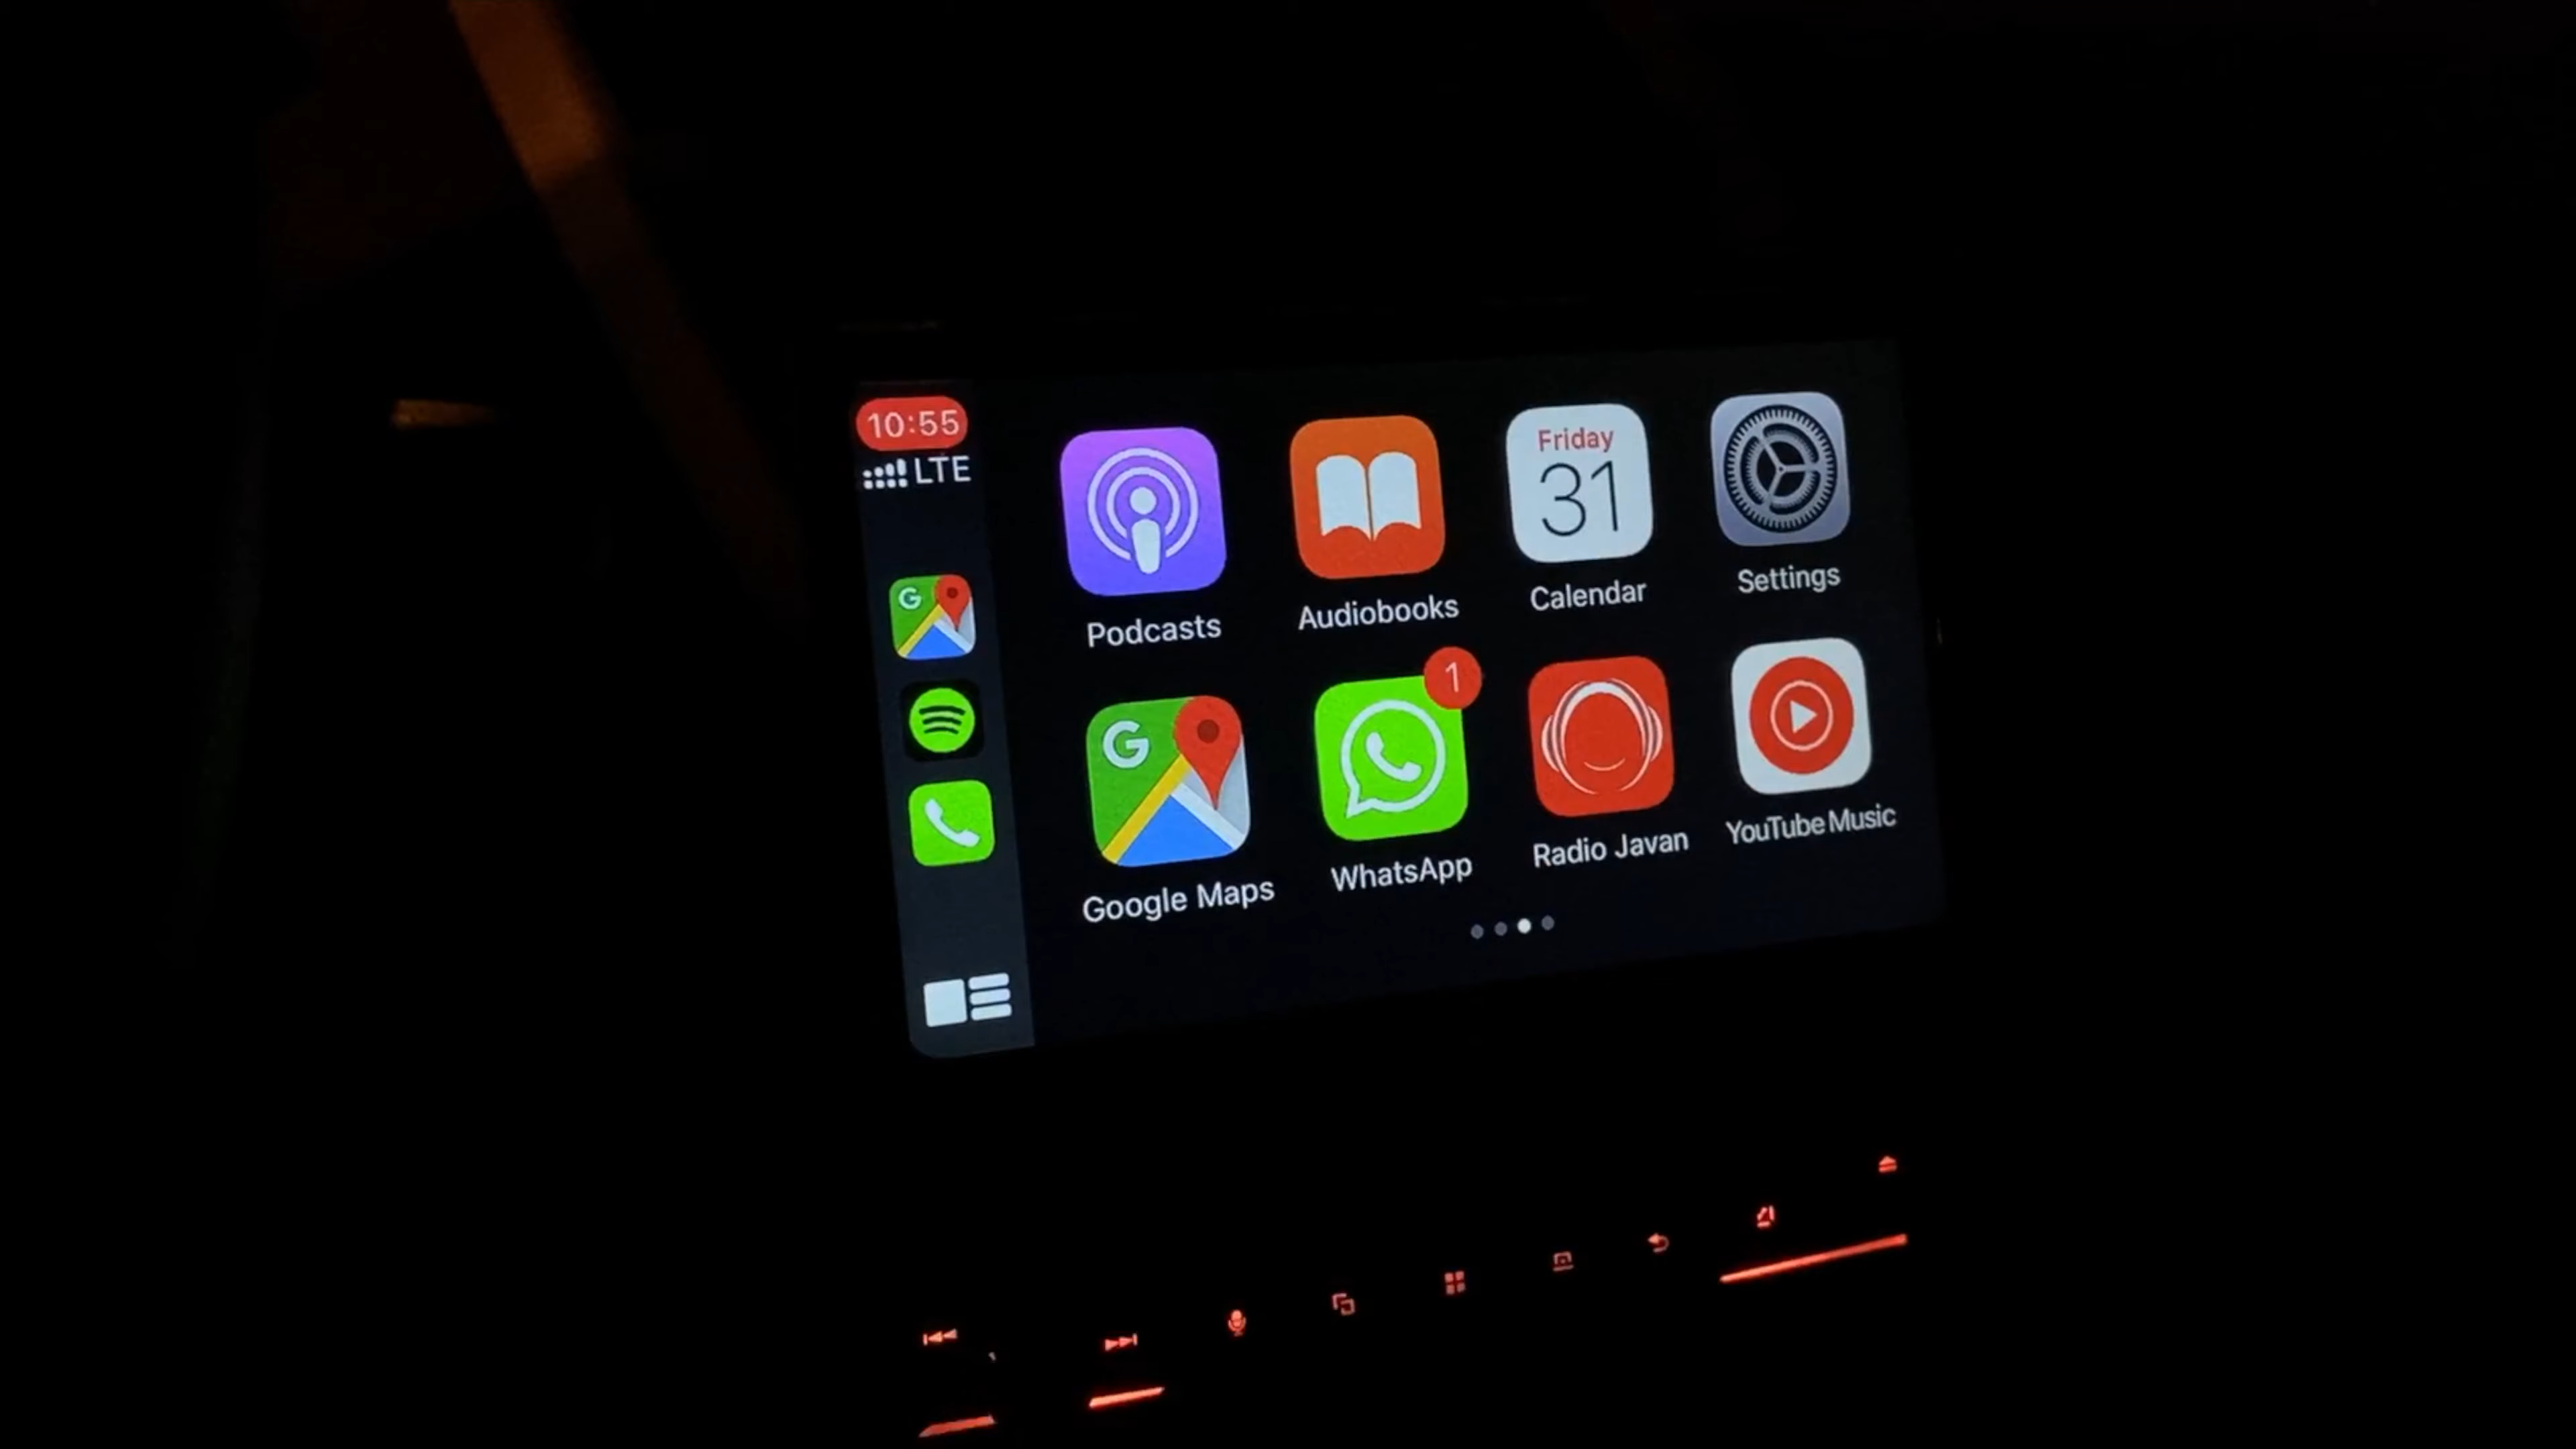 10:55
LTE
Friday
31
Podcasts
Audiobooks
Calendar
Settings
G
G
1
Google Maps
WhatsApp
Radio Javan
YouTube Music